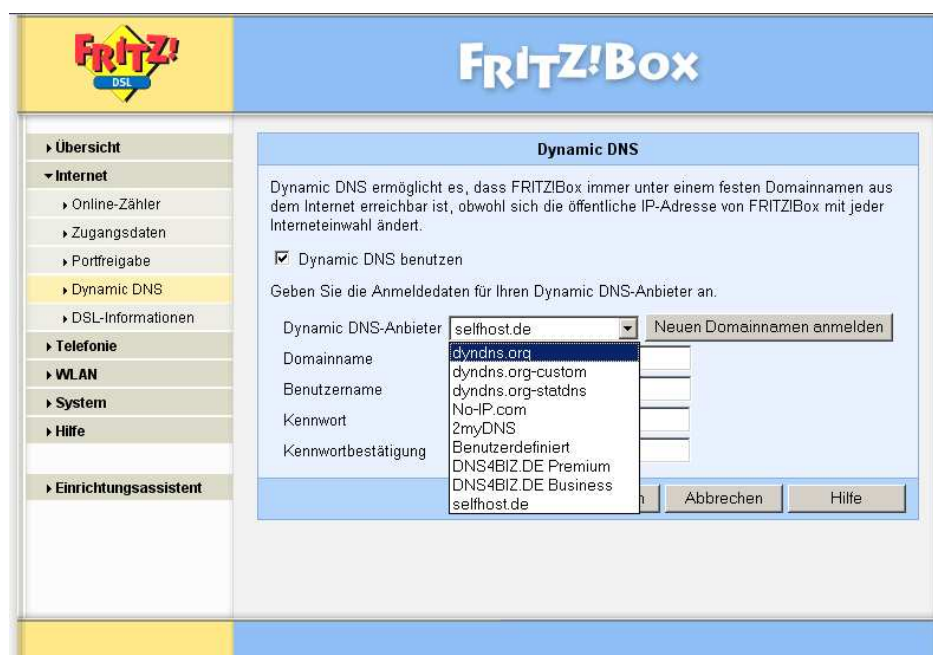 FRITZ!
DSL
FRITZ!Box
Übersicht
Internet
Online-Zähler
Zugangsdaten
Portfreigabe
Dynamic DNS
DSL-Informationen
Telefonie
WLAN
System
Hilfe
Einrichtungsassistent
Dynamic DNS
Dynamic DNS ermöglicht es, dass FRITZ!Box immer unter einem festen Domainnamen aus
dem Internet erreichbar ist, obwohl sich die öffentliche IP-Adresse von FRITZ!Box mit jeder
Interneteinwahl ändert.
Dynamic DNS benutzen
Geben Sie die Anmeldedaten für Ihren Dynamic DNS-Anbieter an.
Dynamic DNS-Anbieter selfhost.de Neuen Domainnamen anmelden
Domainname
Benutzername
Kennwort
Kennwortbestätigung
dyndns.org
dyndns.org-custom
dyndns.org-statdns
No-IP.com
2myDNS
Benutzerdefiniert
DNS4BIZ.DE Premium
DNS4BIZ.DE Business
selfhost.de
Abbrechen Hilfe